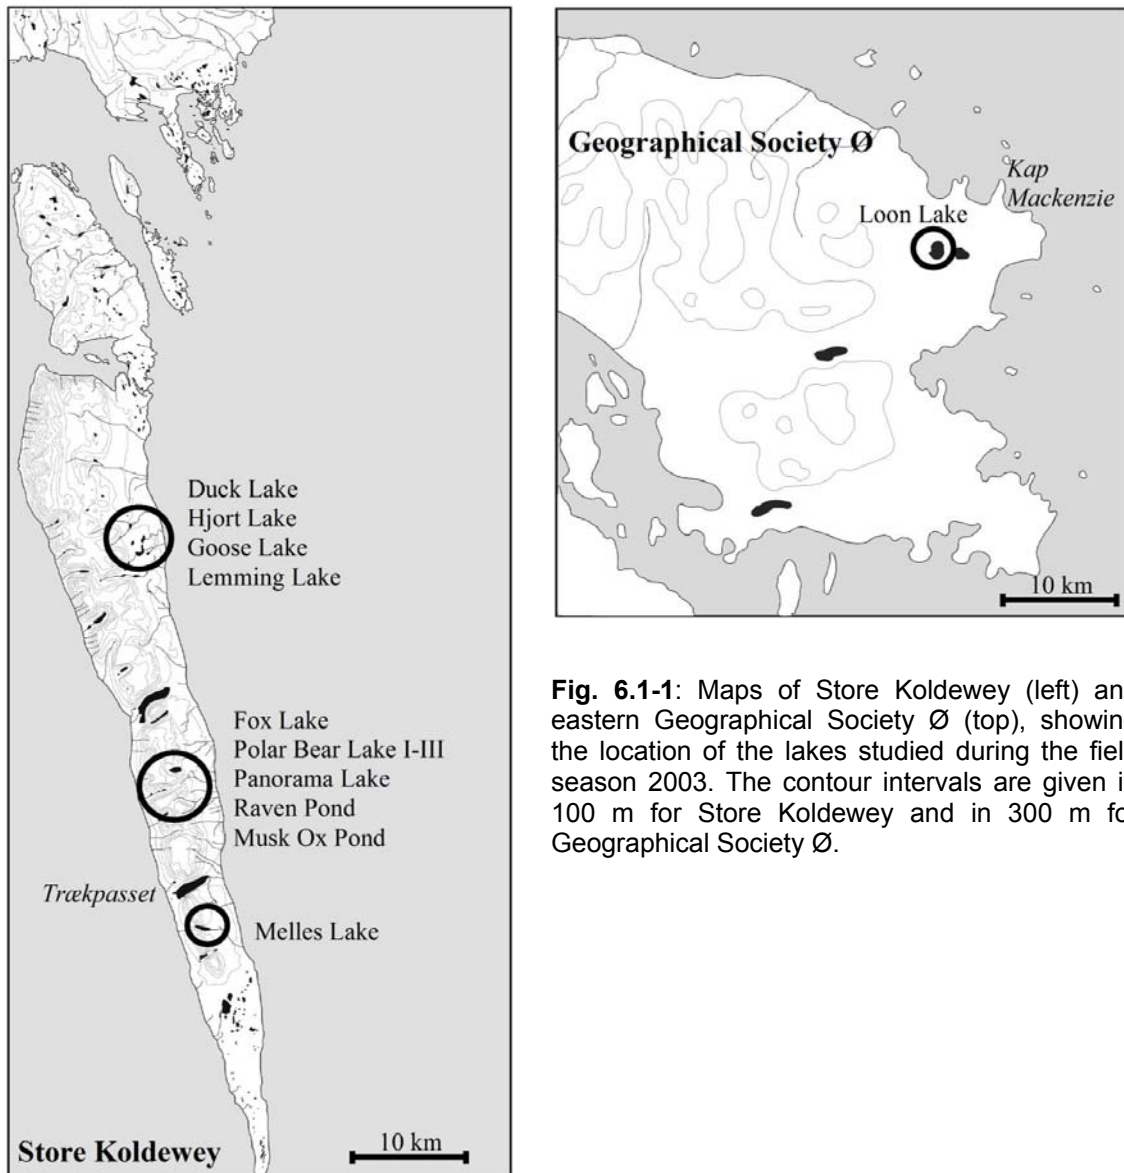 Duck Lake
Hjort Lake
Goose Lake
Lemming Lake
Fox Lake
Polar Bear Lake I-III
Panorama Lake
Raven Pond
Musk Ox Pond
Trækpasset
Melles Lake
Store Koldewey
10 km
Geographical Society Ø
Kap
Mackenzie
Loon Lake
10 km
Fig. 6.1-1: Maps of Store Koldewey (left) an
eastern Geographical Society Ø (top), showin
the location of the lakes studied during the fiel
season 2003. The contour intervals are given i
100 m for Store Koldewey and in 300 m fo
Geographical Society Ø.